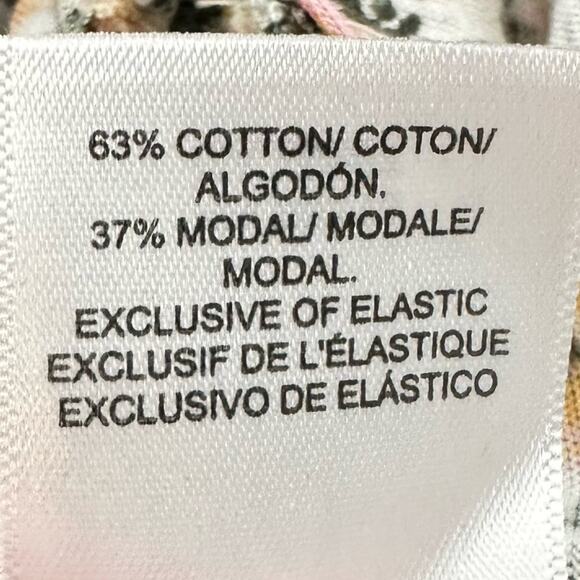 63% COTTON/ COTON/
ALGODÓN.
37% MODAL/ MODALE/
MODAL.
EXCLUSIVE OF ELASTIC
EXCLUSIF DE L'ÉLASTIQUE
EXCLUSIVO DE ELÁSTICO